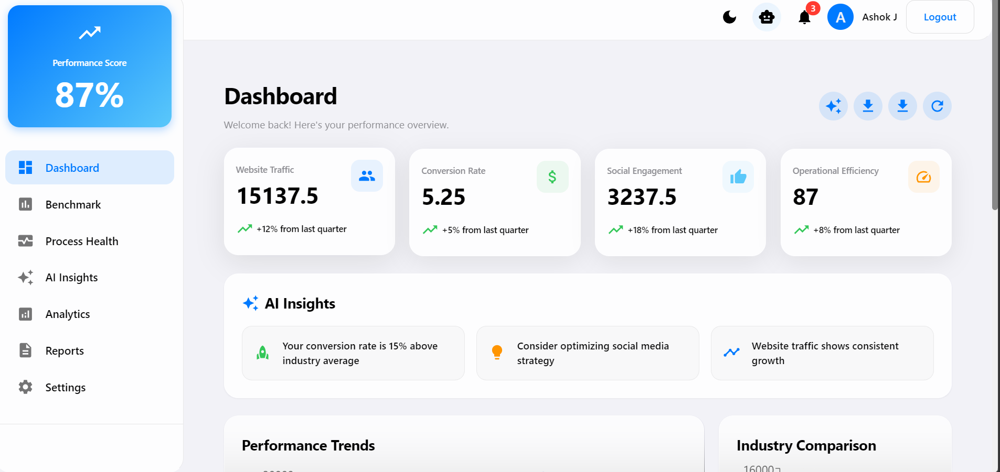 Performance Score
87%
3
A
Ashok J
Logout
Dashboard
Benchmark
Process Health
AI Insights
Analytics
Reports
Settings
Dashboard
Welcome back! Here's your performance overview.
Website Traffic
15137.5
+12% from last quarter
Conversion Rate
$
5.25
+5% from last quarter
Social Engagement
3237.5
+18% from last quarter
Operational Efficiency
87
+8% from last quarter
AI Insights
Your conversion rate is 15% above
industry average
Consider optimizing social media
strategy
Website traffic shows consistent
growth
Performance Trends
Industry Comparison
16000